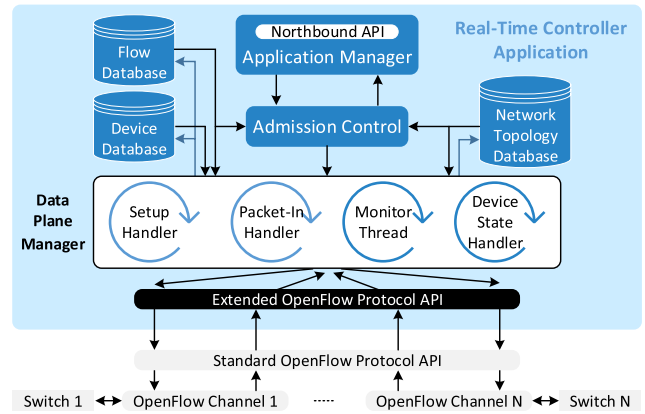 Real-Time Controller
Application
Flow
Database
Northbound API
Application Manager
Device
Database
Admission Control
Network
Topology
Database
Data
Plane
Manager
Setup
Handler
Packet-In
Handler
Monitor
Thread
Device
State
Handler
Extended OpenFlow Protocol API
Standard OpenFlow Protocol API
Switch 1
OpenFlow Channel 1
.....
OpenFlow Channel N
Switch N